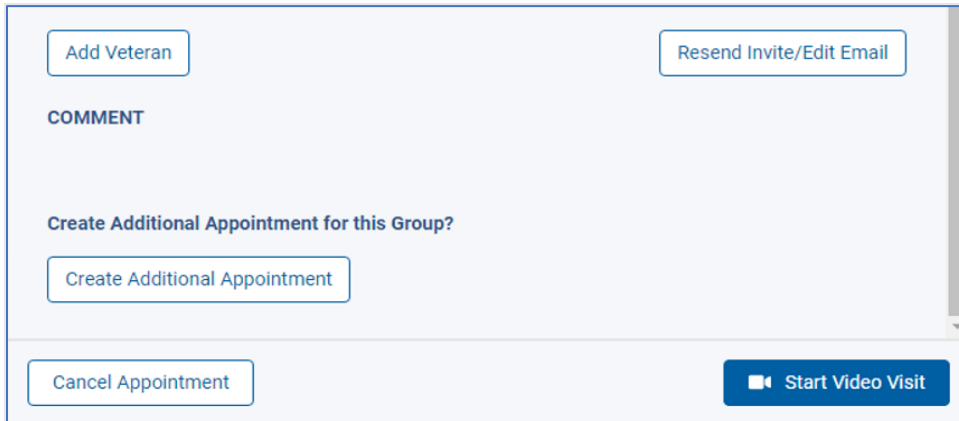 Add Veteran
Resend Invite/Edit Email
COMMENT
Create Additional Appointment for this Group?
Create Additional Appointment
Cancel Appointment
Start Video Visit